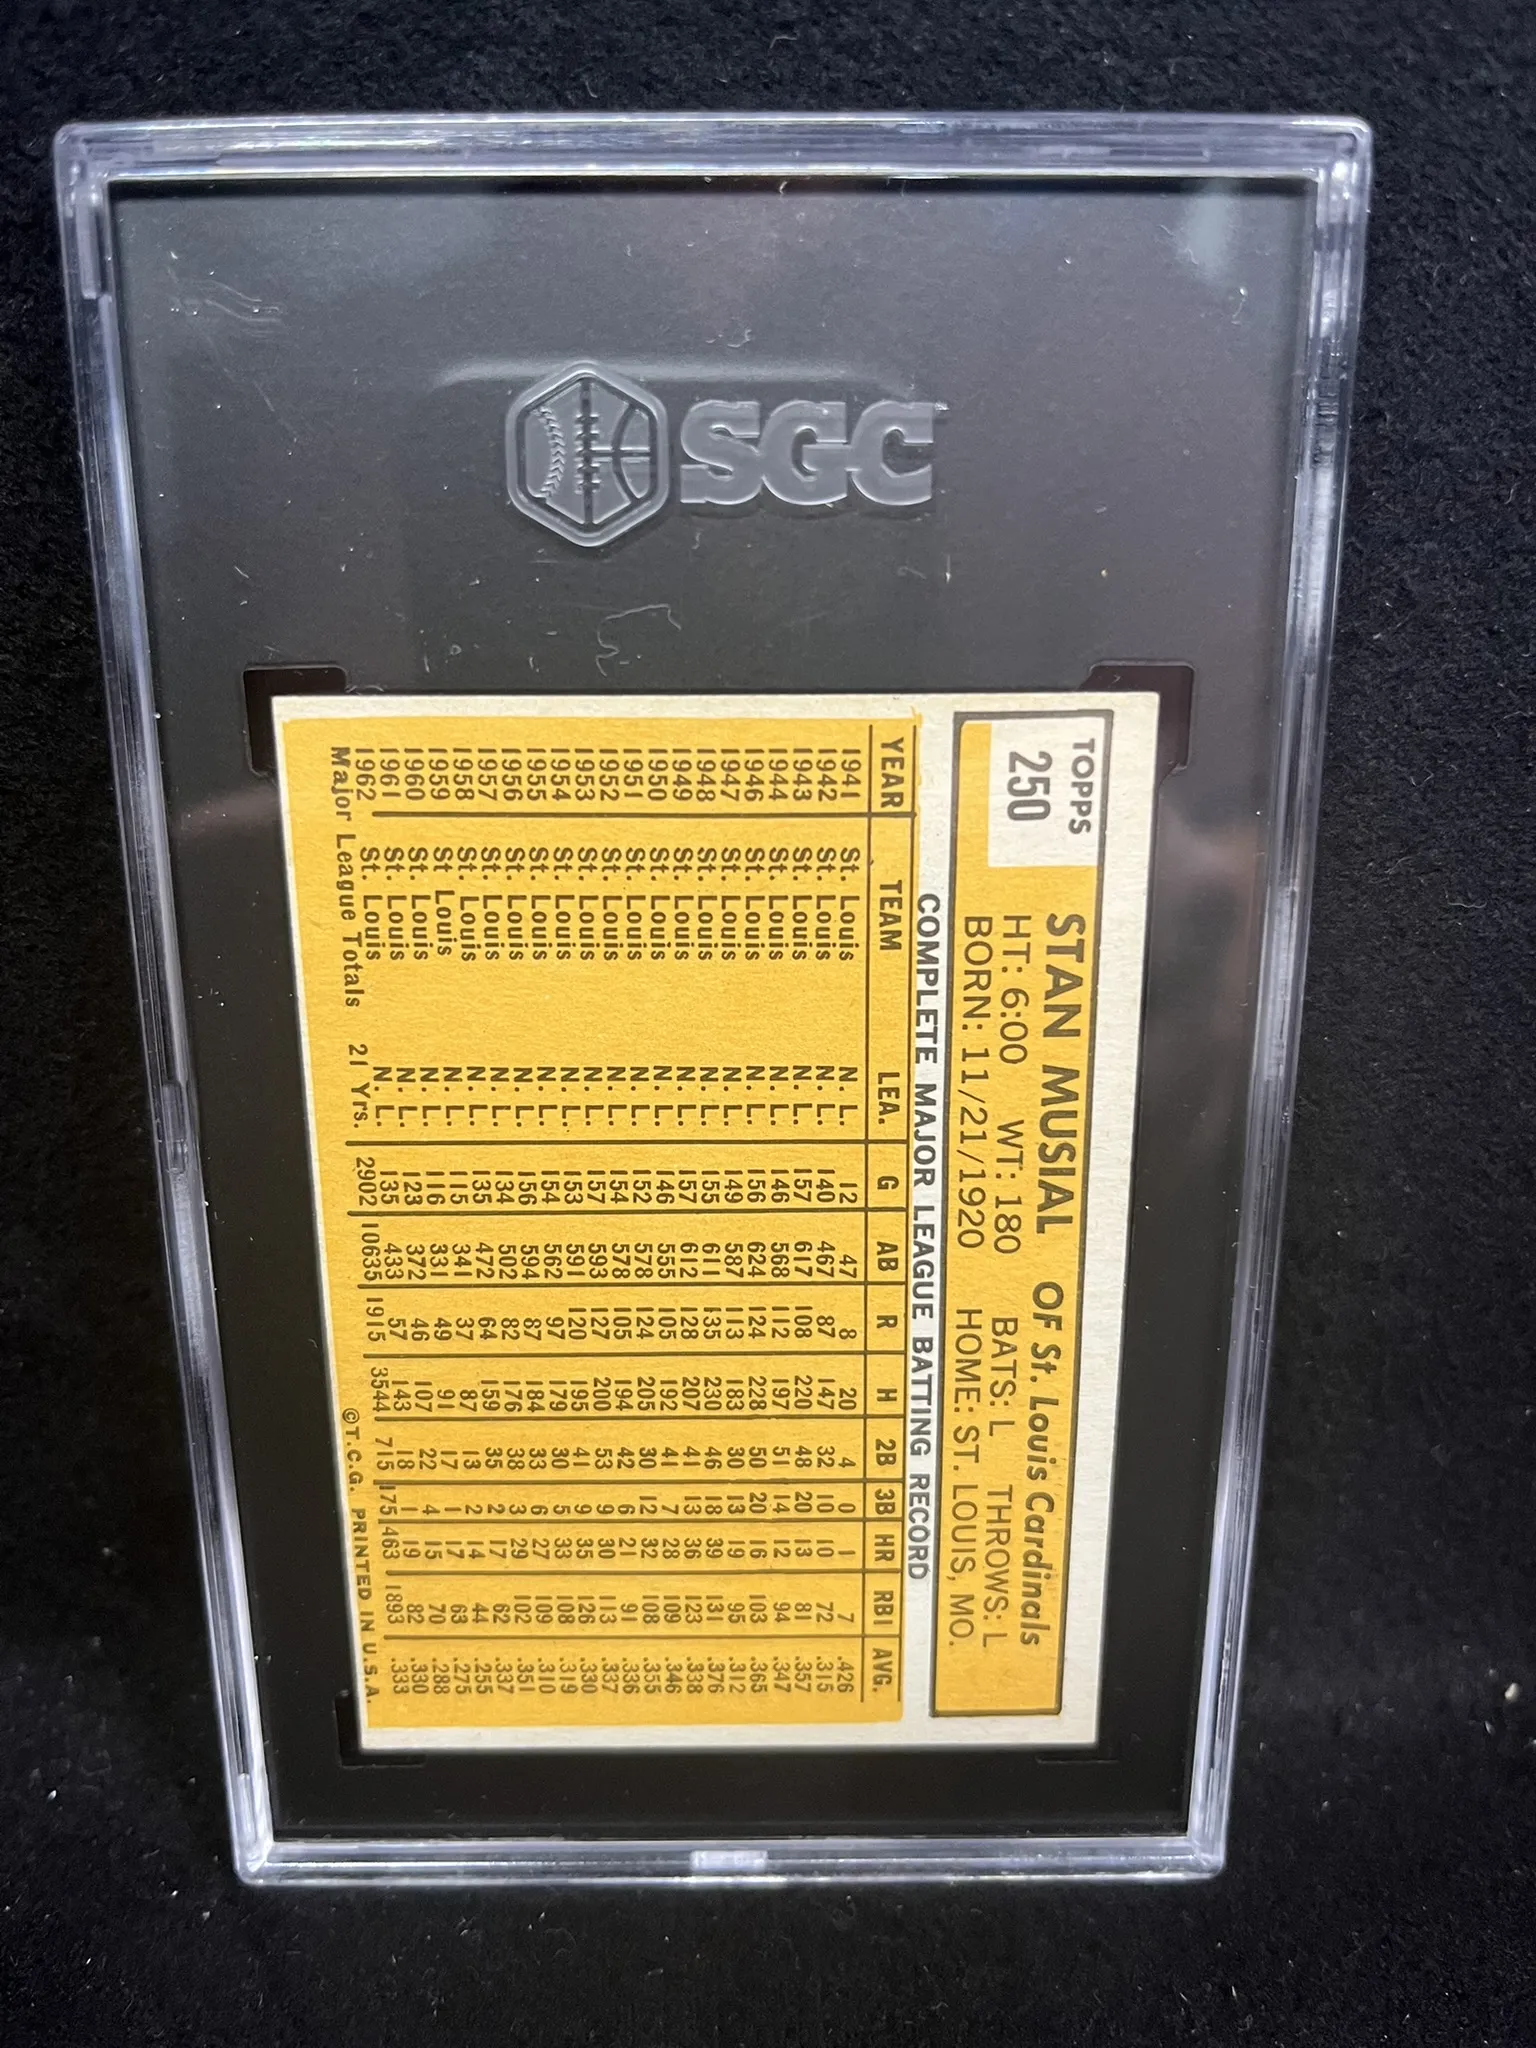 SGC
TOPPS
250
STAN MUSIAL OF St. Louis Cardinals
HT: 6:00 WT: 180 BATS: L THROWS: L
BORN: 11/21/1920 HOME: ST. LOUIS, MO.
COMPLETE MAJOR LEAGUE BATTING RECORD
YEAR TEAM LEA. G AB R H 2B 3B HR RBI AVG.
1941 St. Louis N. L. 12 47 8 20 4 0 1 7 .426
1942 St. Louis N. L. 140 467 87 147 32 10 10 72 .315
1943 St. Louis N. L. 157 617 108 220 48 20 13 81 .357
1944 St. Louis N. L. 146 568 112 197 51 14 12 94 .347
1946 St. Louis N. L. 156 624 124 228 50 20 16 103 .365
1947 St. Louis N. L. 149 587 113 183 30 13 19 95 .312
1948 St. Louis N. L. 155 611 135 230 46 18 39 131 .376
1949 St. Louis N. L. 157 612 128 207 41 13 36 123 .338
1950 St. Louis N. L. 146 555 105 192 41 7 28 109 .346
1951 St. Louis N. L. 152 578 124 205 30 12 32 108 .355
1952 St. Louis N. L. 154 578 105 194 42 6 21 91 .336
1953 St. Louis N. L. 157 593 127 200 53 9 30 113 .337
1954 St. Louis N. L. 153 591 120 195 41 9 35 126 .330
1955 St. Louis N. L. 154 562 97 179 30 5 33 108 .319
1956 St. Louis N. L. 156 594 87 184 33 6 27 109 .310
1957 St. Louis N. L. 134 502 82 176 38 3 29 102 .351
1958 St. Louis N. L. 135 472 64 159 35 2 17 62 .337
1959 St Louis N. L. 115 341 37 87 13 2 14 44 .255
1960 St. Louis N. L. 116 331 49 91 17 1 17 63 .275
1961 St. Louis N. L. 123 372 46 107 22 4 15 70 .288
1962 St. Louis N. L. 135 433 57 143 18 1 19 82 .330
Major League Totals 21 Yrs. 2902 10635 1915 3544 715 175 463 1893 .333
©T.C.G. PRINTED IN U.S.A.